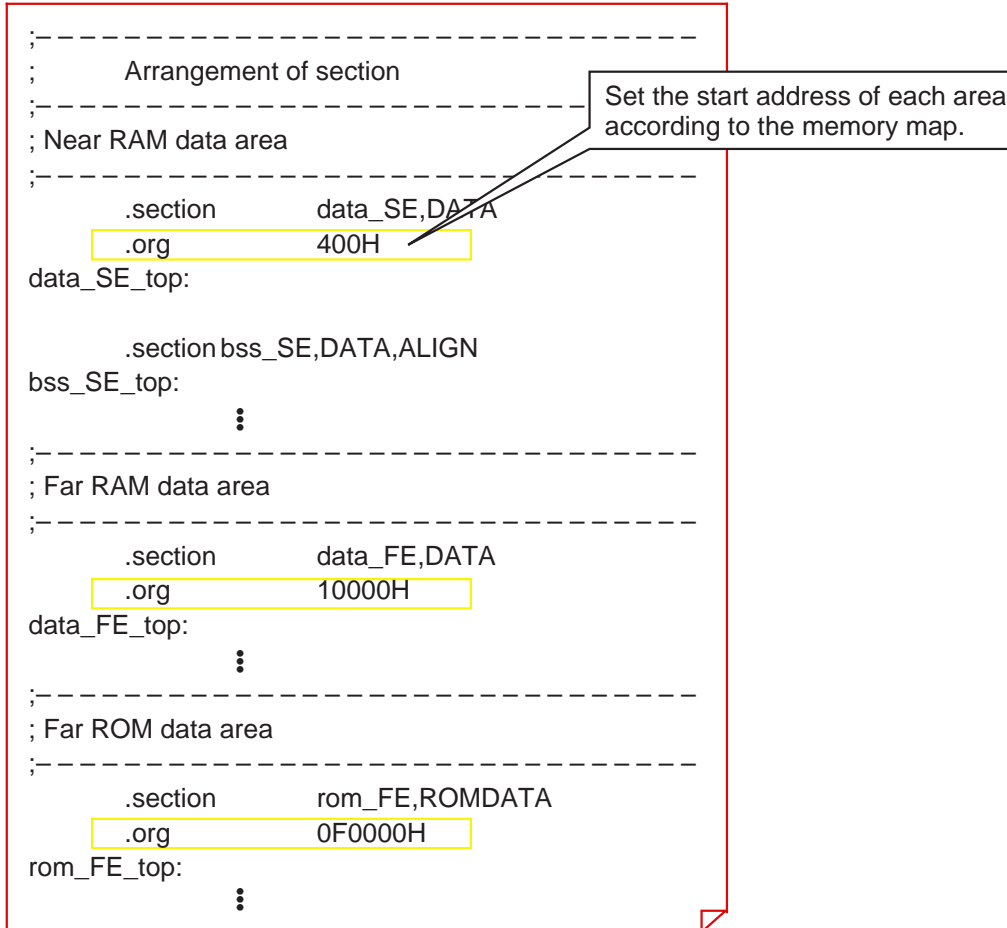 ;– – – – – – – – – – – – – – – – – – – – – – – – – – – – – –
; Arrangement of section
;– – – – – – – – – – – – – – – – – – – – – – – – – – – – – –
Set the start address of each area
according to the memory map.
; Near RAM data area
;– – – – – – – – – – – – – – – – – – – – – – – – – – – – – –
.section data_SE,DATA
.org 400H
data_SE_top:
.section bss_SE,DATA,ALIGN
bss_SE_top:
;– – – – – – – – – – – – – – – – – – – – – – – – – – – – – –
; Far RAM data area
;– – – – – – – – – – – – – – – – – – – – – – – – – – – – – –
.section data_FE,DATA
.org 10000H
data_FE_top:
;– – – – – – – – – – – – – – – – – – – – – – – – – – – – – –
; Far ROM data area
;– – – – – – – – – – – – – – – – – – – – – – – – – – – – – –
.section rom_FE,ROMDATA
.org 0F0000H
rom_FE_top: